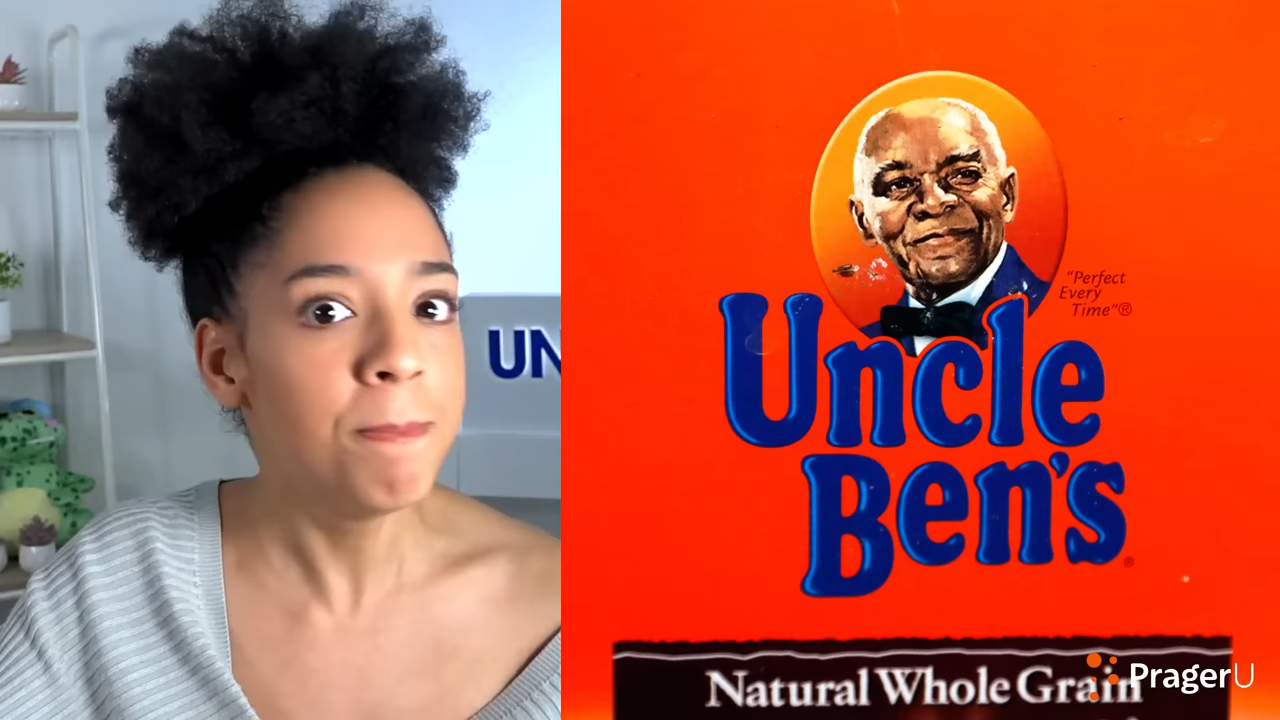 UN
"Perfect
Every
Time"®
Uncle
Ben's®
Natural Whole Grain
PragerU